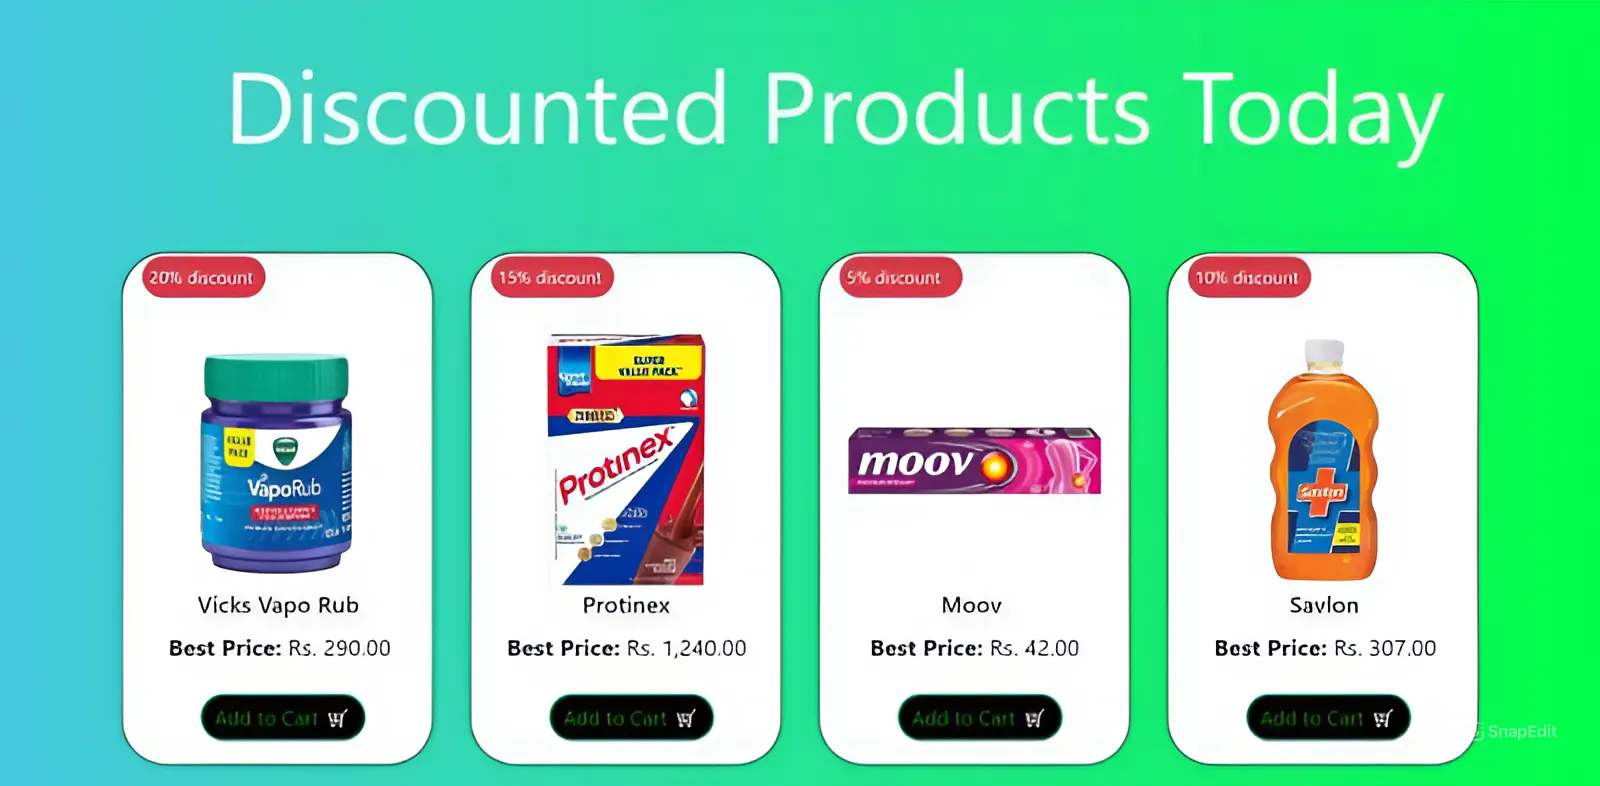 Discounted Products Today
20% discount
15% discount
5% discount
10% discount
VapoRub
Protinex
moov
Savlon
Vicks Vapo Rub
Protinex
Moov
Savlon
Best Price: Rs. 290.00
Best Price: Rs. 1,240.00
Best Price: Rs. 42.00
Best Price: Rs. 307.00
Add to Cart
Add to Cart
Add to Cart
Add to Cart
SnapEdit